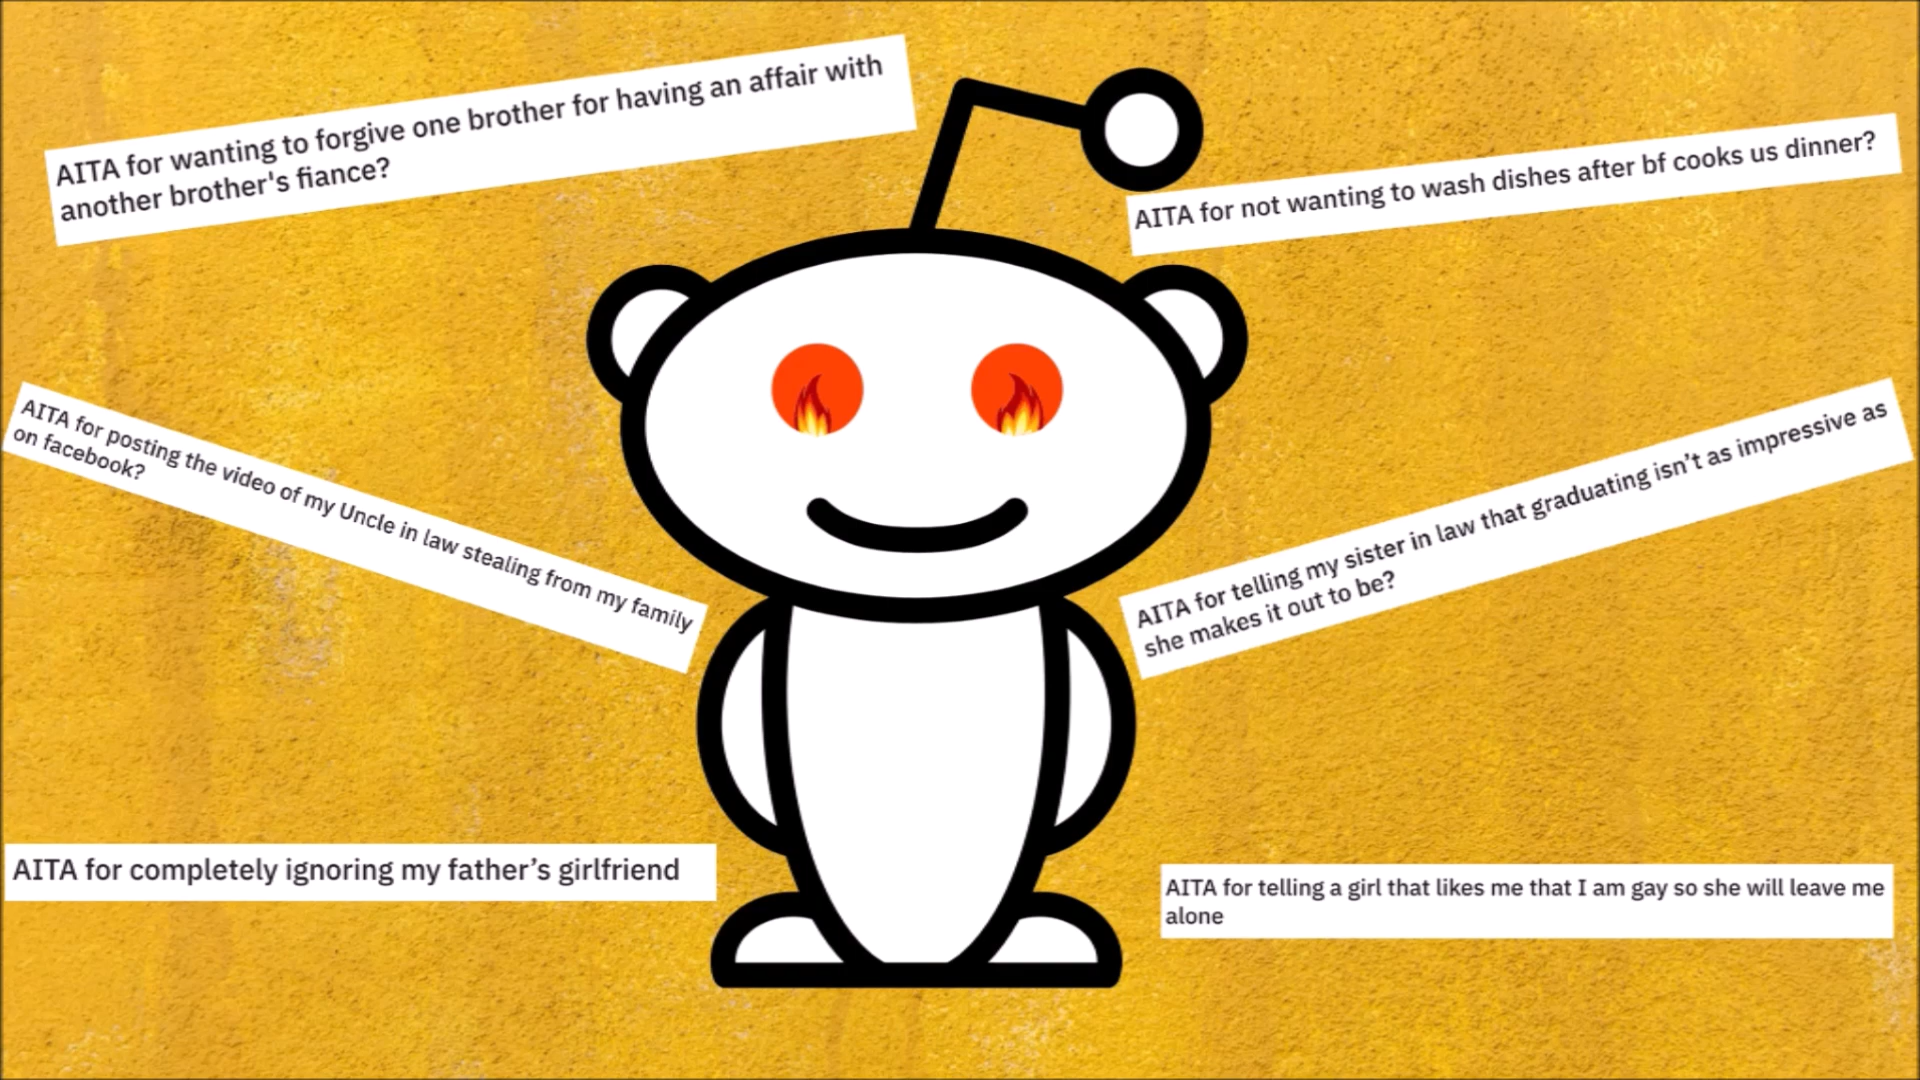 AITA for wanting to forgive one brother for having an affair with
another brother's fiance?
AITA for not wanting to wash dishes after bf cooks us dinner?
AITA for posting the video of my Uncle in law stealing from my family
on facebook?
AITA for telling my sister in law that graduating isn’t as impressive as
she makes it out to be?
AITA for completely ignoring my father’s girlfriend
AITA for telling a girl that likes me that I am gay so she will leave me
alone